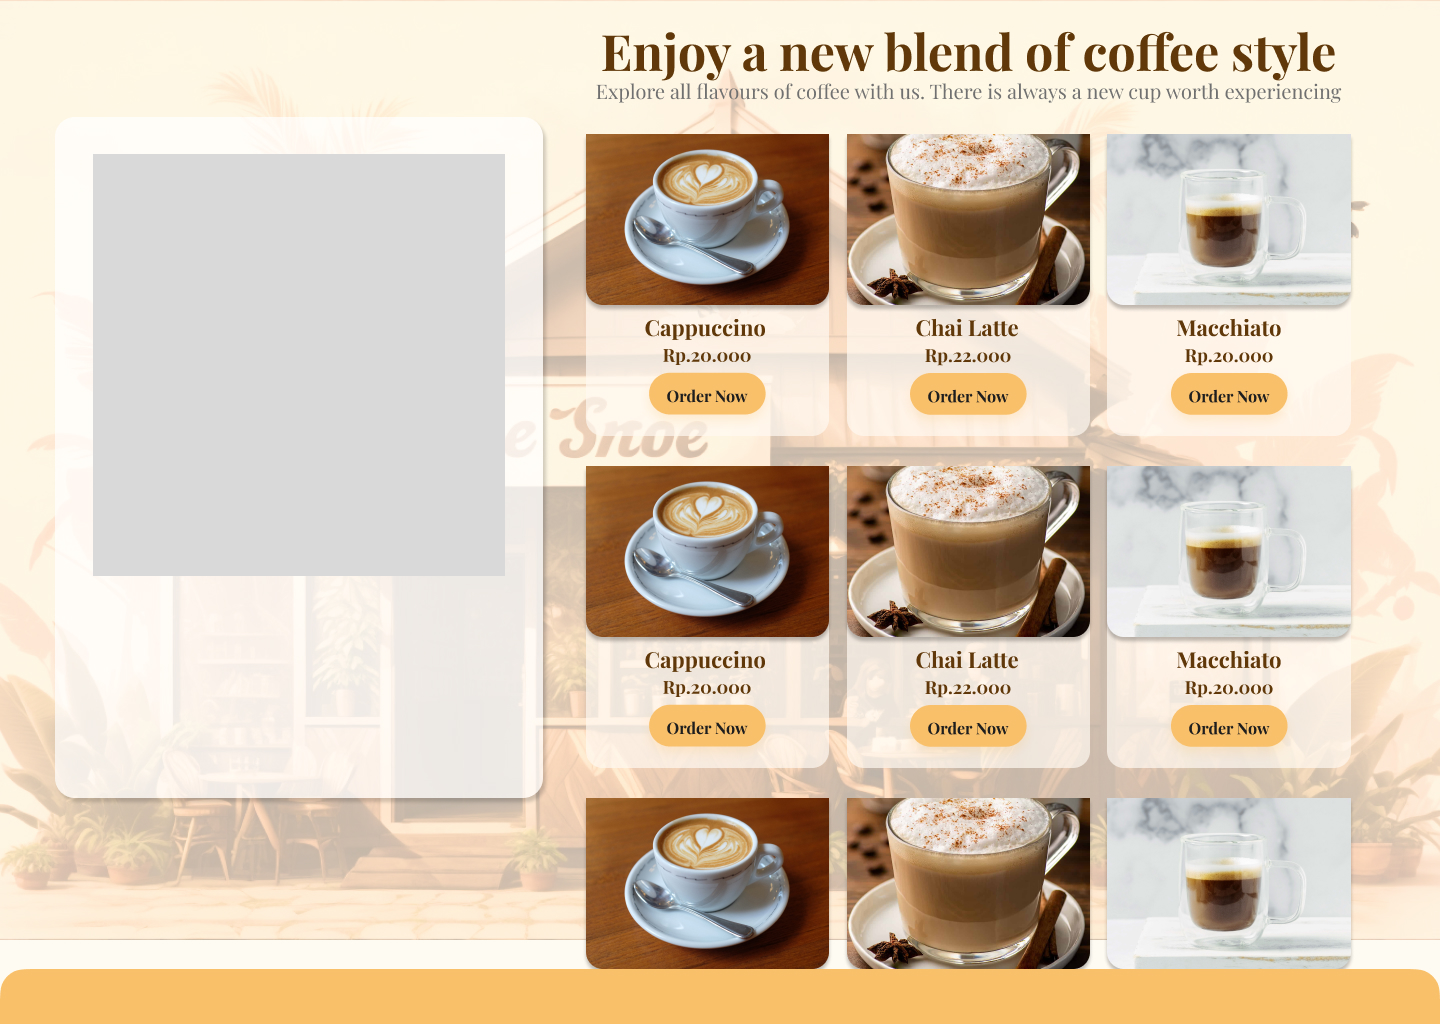 Enjoy a new blend of coffee style
Explore all flavours of coffee with us. There is always a new cup worth experiencing
Cappuccino
Rp.20.000
Order Now
Chai Latte
Rp.22.000
Order Now
Macchiato
Rp.20.000
Order Now
Cappuccino
Rp.20.000
Order Now
Chai Latte
Rp.22.000
Order Now
Macchiato
Rp.20.000
Order Now